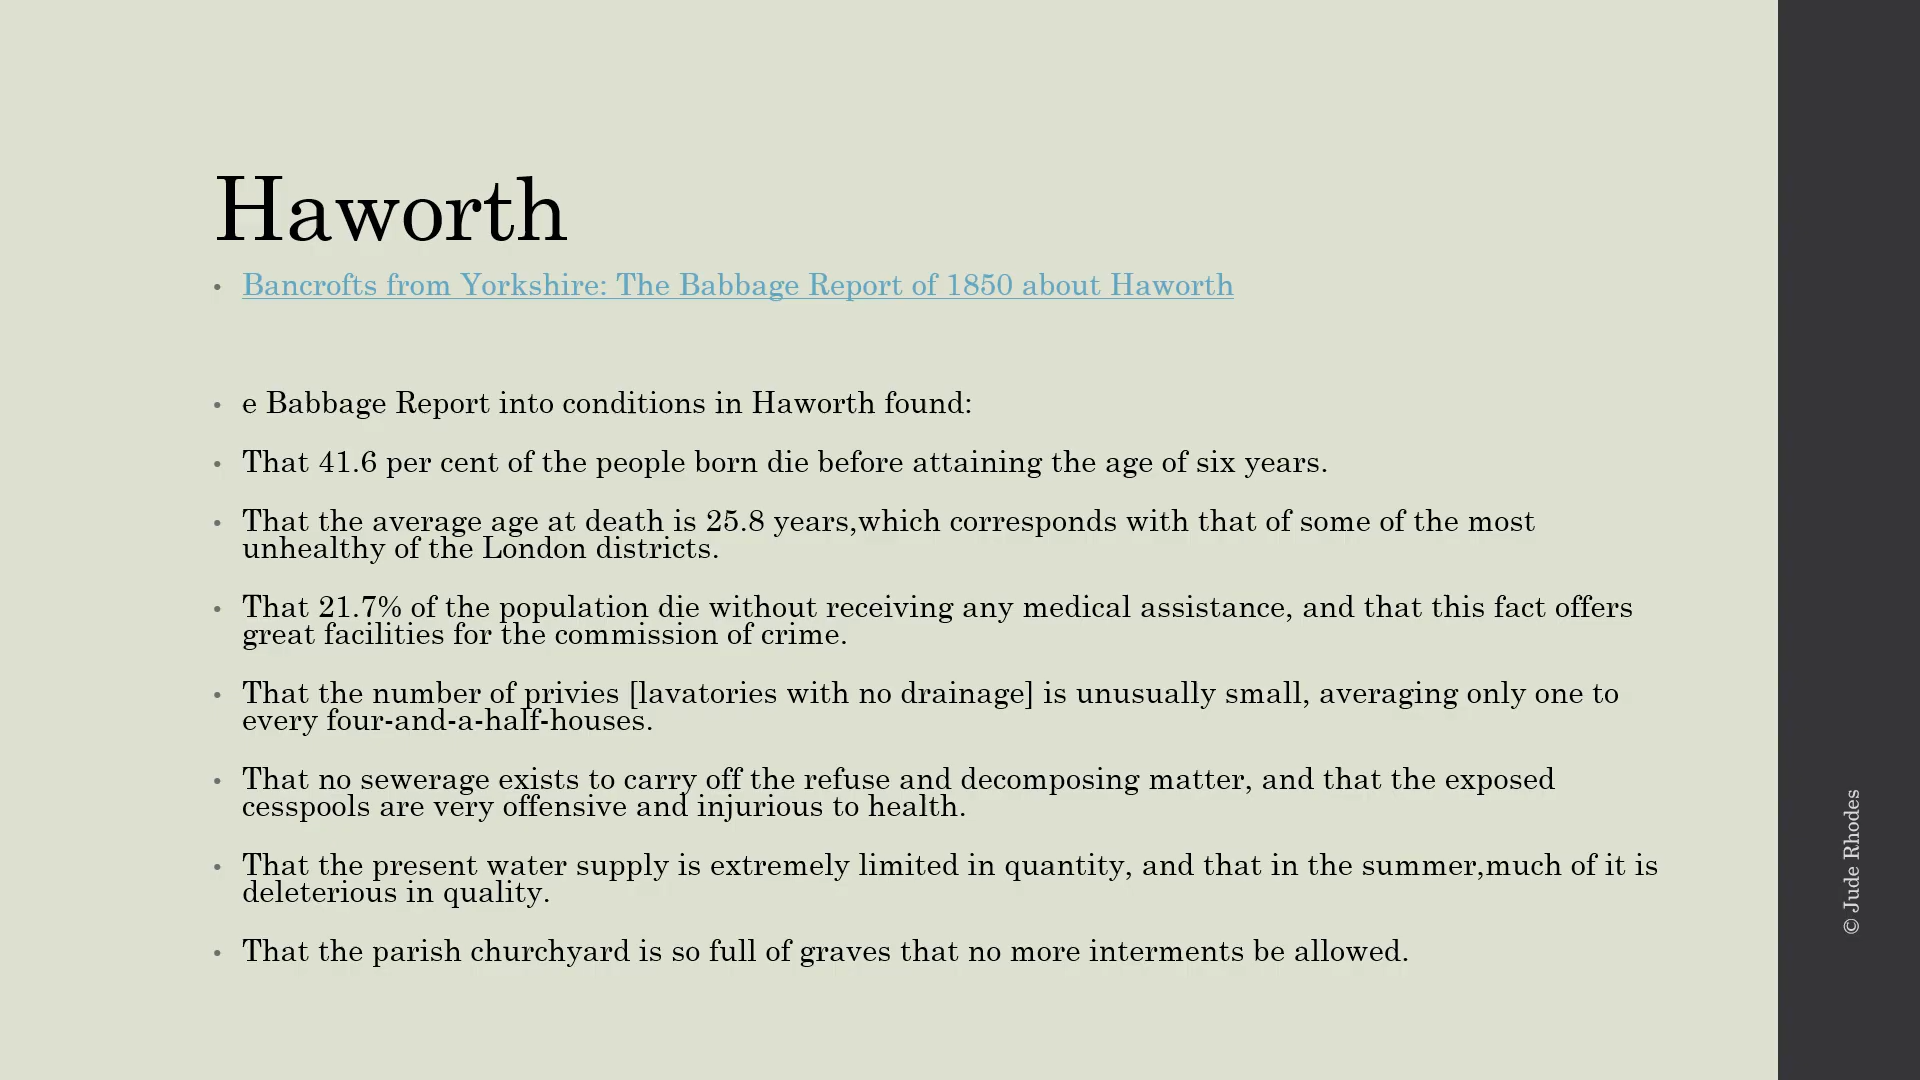 Haworth
• Bancrofts from Yorkshire: The Babbage Report of 1850 about Haworth
• e Babbage Report into conditions in Haworth found:
• That 41.6 per cent of the people born die before attaining the age of six years.
• That the average age at death is 25.8 years,which corresponds with that of some of the most
unhealthy of the London districts.
• That 21.7% of the population die without receiving any medical assistance, and that this fact offers
great facilities for the commission of crime.
• That the number of privies [lavatories with no drainage] is unusually small, averaging only one to
every four-and-a-half-houses.
• That no sewerage exists to carry off the refuse and decomposing matter, and that the exposed
cesspools are very offensive and injurious to health.
• That the present water supply is extremely limited in quantity, and that in the summer,much of it is
deleterious in quality.
• That the parish churchyard is so full of graves that no more interments be allowed.
© Jude Rhodes